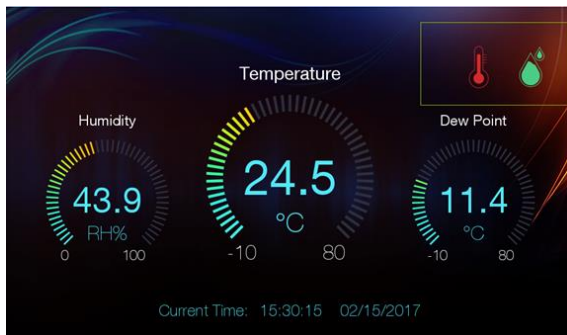 Temperature
Humidity
Dew Point
43.9
RH%
0 100
24.5
°C
-10 80
11.4
°C
-10 80
Current Time: 15:30:15 02/15/2017